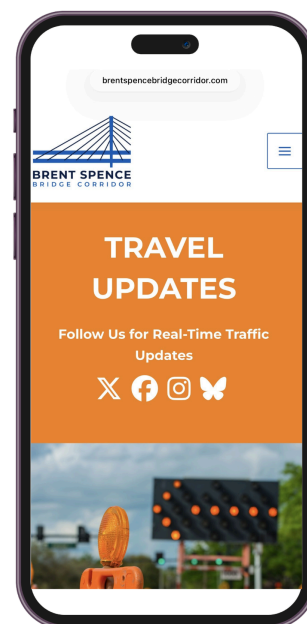 brentspencebridgecorridor.com
BRENT SPENCE
BRIDGE CORRIDOR
TRAVEL
UPDATES
Follow Us for Real-Time Traffic
Updates